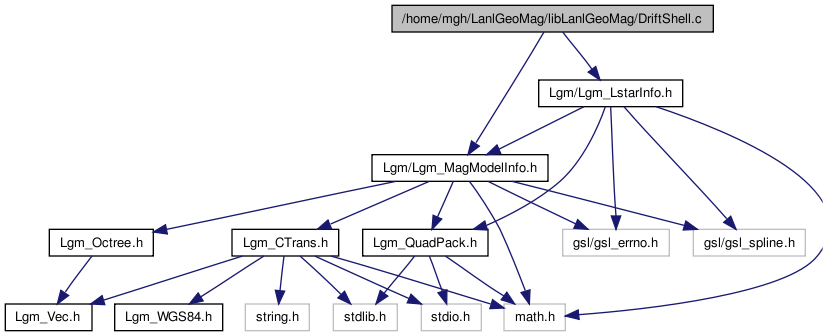 /home/mgh/LanlGeoMag/libLanlGeoMag/DriftShell.c
Lgm/Lgm_LstarInfo.h
Lgm/Lgm_MagModelInfo.h
Lgm_Octree.h
Lgm_CTrans.h
Lgm_QuadPack.h
gsl/gsl_errno.h
gsl/gsl_spline.h
Lgm_Vec.h
Lgm_WGS84.h
string.h
stdlib.h
stdio.h
math.h